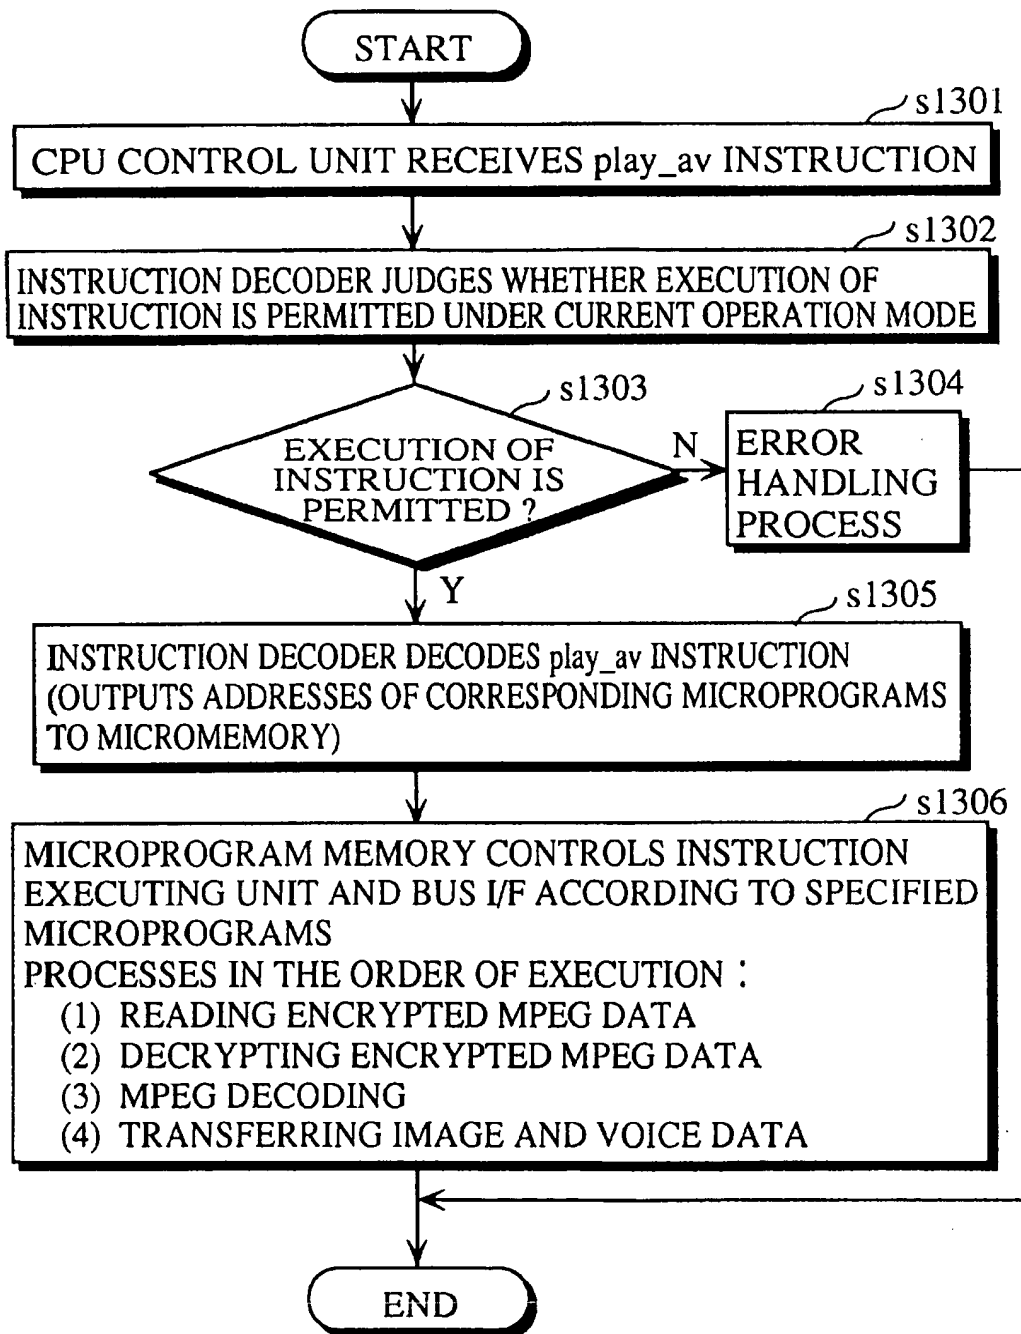 START
s1301
CPU CONTROL UNIT RECEIVES play_av INSTRUCTION
s1302
INSTRUCTION DECODER JUDGES WHETHER EXECUTION OF
INSTRUCTION IS PERMITTED UNDER CURRENT OPERATION MODE
s1303
EXECUTION OF
INSTRUCTION IS
PERMITTED ?
N
s1304
ERROR
HANDLING
PROCESS
Y
s1305
INSTRUCTION DECODER DECODES play_av INSTRUCTION
(OUTPUTS ADDRESSES OF CORRESPONDING MICROPROGRAMS
TO MICROMEMORY)
s1306
MICROPROGRAM MEMORY CONTROLS INSTRUCTION
EXECUTING UNIT AND BUS I/F ACCORDING TO SPECIFIED
MICROPROGRAMS
PROCESSES IN THE ORDER OF EXECUTION :
(1) READING ENCRYPTED MPEG DATA
(2) DECRYPTING ENCRYPTED MPEG DATA
(3) MPEG DECODING
(4) TRANSFERRING IMAGE AND VOICE DATA
END